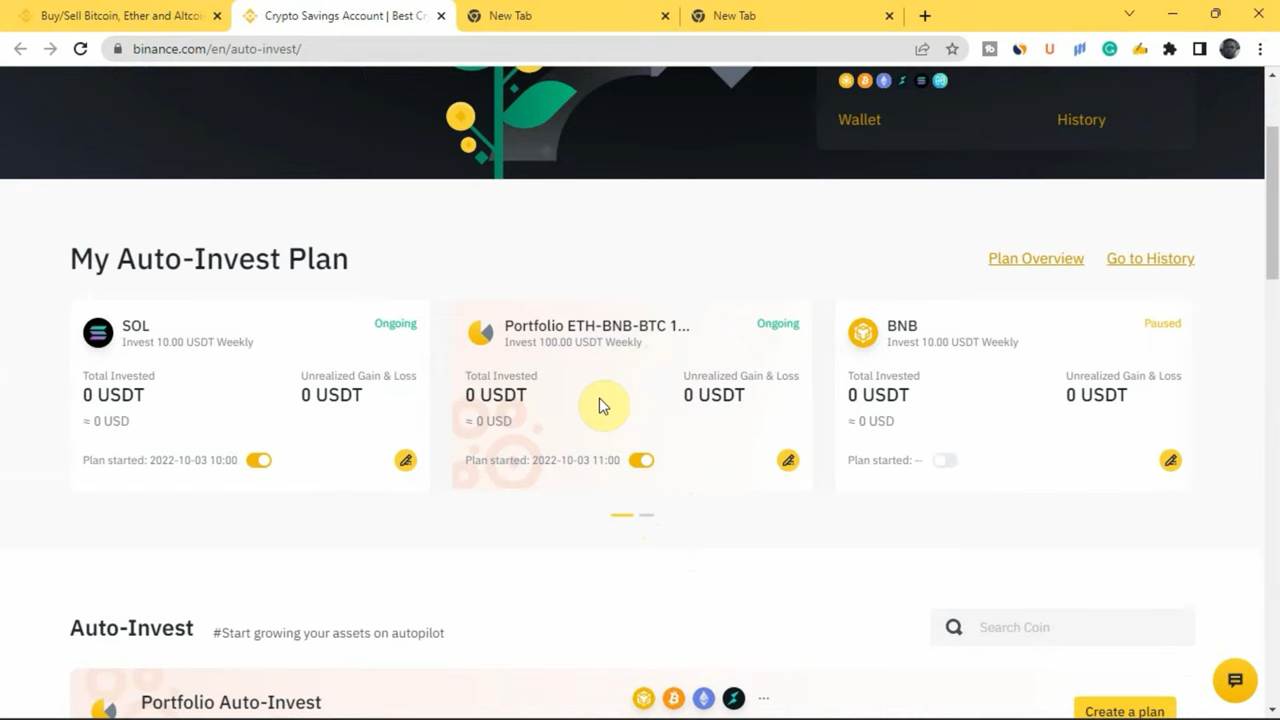 Buy/Sell Bitcoin, Ether and Altcoi
Crypto Savings Account | Best Cr
New Tab
New Tab
binance.com/en/auto-invest/
Wallet
History
My Auto-Invest Plan
Plan Overview
Go to History
SOL
Invest 10.00 USDT Weekly
Ongoing
Total Invested
Unrealized Gain & Loss
0 USDT
0 USDT
≈ 0 USD
Plan started: 2022-10-03 10:00
Portfolio ETH-BNB-BTC 1...
Invest 100.00 USDT Weekly
Ongoing
Total Invested
Unrealized Gain & Loss
0 USDT
0 USDT
≈ 0 USD
Plan started: 2022-10-03 11:00
BNB
Invest 10.00 USDT Weekly
Paused
Total Invested
Unrealized Gain & Loss
0 USDT
0 USDT
≈ 0 USD
Plan started: --
Auto-Invest
#Start growing your assets on autopilot
Search Coin
Portfolio Auto-Invest
...
Create a plan